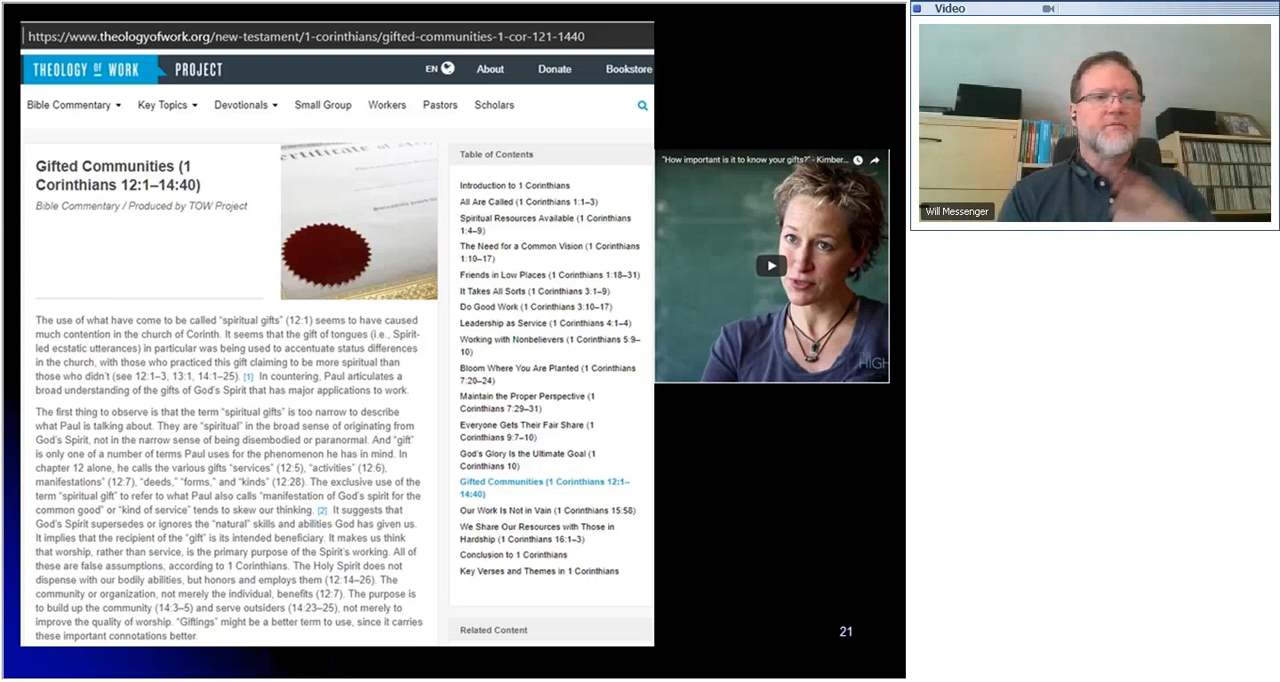 https://www.theologyofwork.org/new-testament/1-corinthians/gifted-communities-1-cor-121-1440
THEOLOGY OF WORK PROJECT
EN About Donate Bookstore
Bible Commentary Key Topics Devotionals Small Group Workers Pastors Scholars
Gifted Communities (1
Corinthians 12:1–14:40)
Bible Commentary / Produced by TOW Project
The use of what have come to be called “spiritual gifts” (12:1) seems to have caused
much contention in the church of Corinth. It seems that the gift of tongues (i.e., Spirit-
led ecstatic utterances) in particular was being used to accentuate status differences
in the church, with those who practiced this gift claiming to be more spiritual than
those who didn’t (see 12:1–3, 13:1, 14:1–25). [1] In countering, Paul articulates a
broad understanding of the gifts of God’s Spirit that has major applications to work.
The first thing to observe is that the term “spiritual gifts” is too narrow to describe
what Paul is talking about. They are “spiritual” in the broad sense of originating from
God’s Spirit, not in the narrow sense of being disembodied or paranormal. And “gift”
is only one of a number of terms Paul uses for the phenomenon he has in mind. In
chapter 12 alone, he calls the various gifts “services” (12:5), “activities” (12:6),
manifestations” (12:7), “deeds,” “forms,” and “kinds” (12:28). The exclusive use of the
term “spiritual gift” to refer to what Paul also calls “manifestation of God’s spirit for the
common good” or “kind of service” tends to skew our thinking. [2] It suggests that
God’s Spirit supersedes or ignores the “natural” skills and abilities God has given us.
It implies that the recipient of the “gift” is its intended beneficiary. It makes us think
that worship, rather than service, is the primary purpose of the Spirit’s working. All of
these are false assumptions, according to 1 Corinthians. The Holy Spirit does not
dispense with our bodily abilities, but honors and employs them (12:14–26). The
community or organization, not merely the individual, benefits (12:7). The purpose is
to build up the community (14:3–5) and serve outsiders (14:23–25), not merely to
improve the quality of worship. “Giftings” might be a better term to use, since it carries
these important connotations better.
Table of Contents
Introduction to 1 Corinthians
All Are Called (1 Corinthians 1:1–3)
Spiritual Resources Available (1 Corinthians
1:4–9)
The Need for a Common Vision (1 Corinthians
1:10–17)
Friends in Low Places (1 Corinthians 1:18–31)
It Takes All Sorts (1 Corinthians 3:1–9)
Do Good Work (1 Corinthians 3:10–17)
Leadership as Service (1 Corinthians 4:1–4)
Working with Nonbelievers (1 Corinthians 5:9–
10)
Bloom Where You Are Planted (1 Corinthians
7:20–24)
Maintain the Proper Perspective (1
Corinthians 7:29–31)
Everyone Gets Their Fair Share (1
Corinthians 9:7–10)
God’s Glory Is the Ultimate Goal (1
Corinthians 10)
Gifted Communities (1 Corinthians 12:1–
14:40)
Our Work Is Not in Vain (1 Corinthians 15:58)
We Share Our Resources with Those in
Hardship (1 Corinthians 16:1–3)
Conclusion to 1 Corinthians
Key Verses and Themes in 1 Corinthians
Related Content
"How important is it to know your gifts?" - Kimber...
HIGH
21
Video
Will Messenger